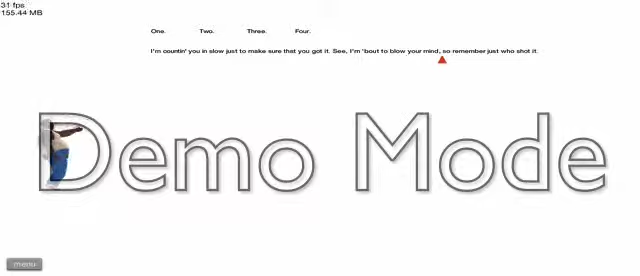 31 fps
155.44 MB
One. Two. Three. Four.
I'm countin' you in slow just to make sure that you got it. See, I'm 'bout to blow your mind, so remember just who shot it.
Demo Mode
menu